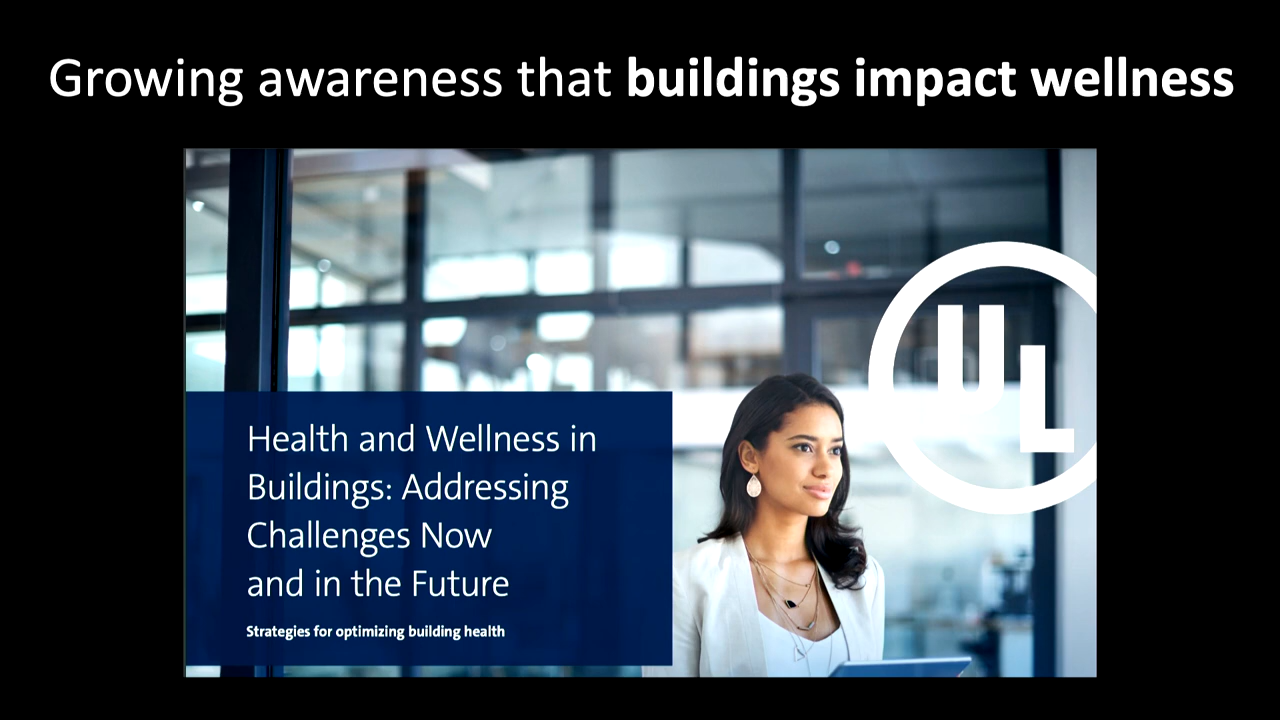 Growing awareness that buildings impact wellness
UL
Health and Wellness in
Buildings: Addressing
Challenges Now
and in the Future
Strategies for optimizing building health